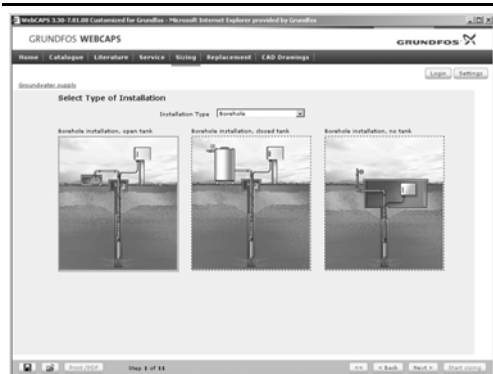 WebCAPS 3.30-7.01.08 Customized for Grundfos - Microsoft Internet Explorer provided by Grundfos
GRUNDFOS WEBCAPS
GRUNDFOS
Home Catalogue Literature Service Sizing Replacement CAD Drawings
Login Settings
Groundwater supply
Select Type of Installation
Installation Type Borehole
Borehole installation, open tank
Borehole installation, closed tank
Borehole installation, no tank
Print/PDF Step 1 of 11 << < Back Next > Start sizing